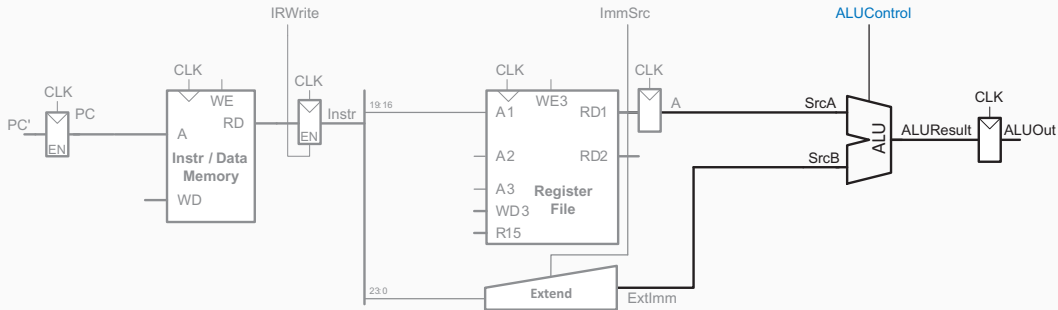 IRWrite
ImmSrc
ALUControl
CLK
CLK
CLK
CLK
CLK
CLK
PC'
PC
EN
WE
A
RD
Instr / Data
Memory
WD
EN
Instr
19:16
A1
WE3
RD1
A
A2
RD2
A3
WD3
R15
Register
File
SrcA
SrcB
ALU
ALUResult
ALUOut
23:0
Extend
ExtImm